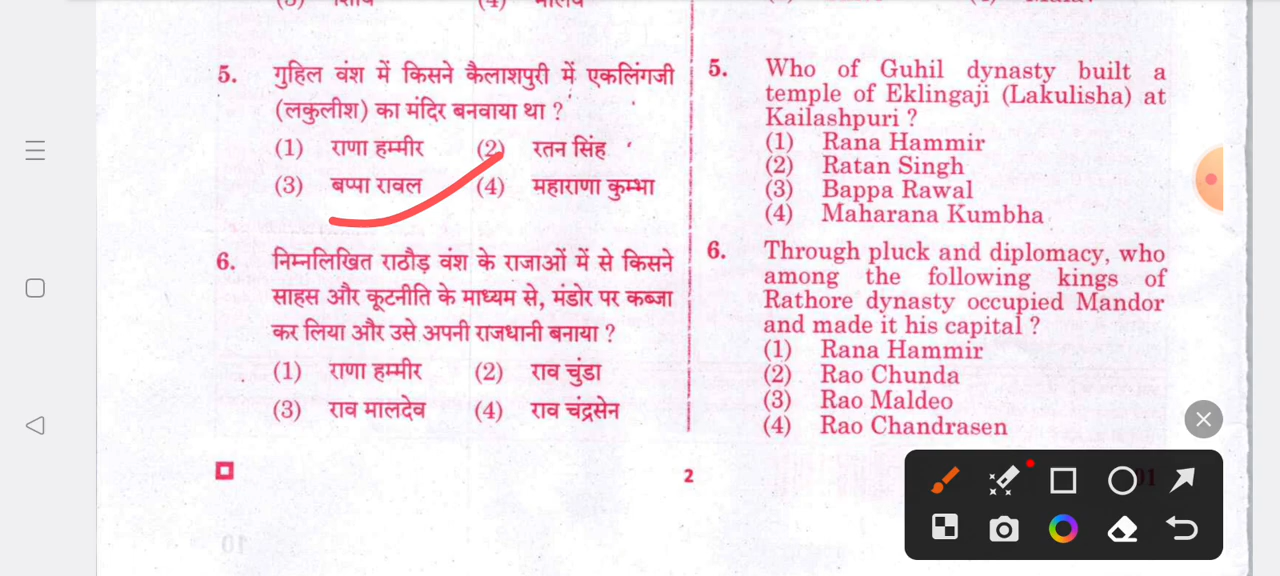 5. गुहिल वंश में किसने कैलाशपुरी में एकलिंगजी
(लकुलीश) का मंदिर बनवाया था ?
(1) राणा हम्मीर (2) रतन सिंह
(3) बप्पा रावल (4) महाराणा कुम्भा
6. निम्नलिखित राठौड़ वंश के राजाओं में से किसने
साहस और कूटनीति के माध्यम से, मंडोर पर कब्जा
कर लिया और उसे अपनी राजधानी बनाया ?
(1) राणा हम्मीर (2) राव चुंडा
(3) राव मालदेव (4) राव चंद्रसेन
5. Who of Guhil dynasty built a
temple of Eklingaji (Lakulisha) at
Kailashpuri ?
(1) Rana Hammir
(2) Ratan Singh
(3) Bappa Rawal
(4) Maharana Kumbha
6. Through pluck and diplomacy, who
among the following kings of
Rathore dynasty occupied Mandor
and made it his capital ?
(1) Rana Hammir
(2) Rao Chunda
(3) Rao Maldeo
(4) Rao Chandrasen
2